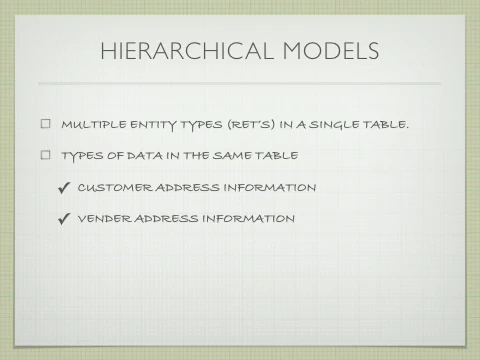 HIERARCHICAL MODELS
MULTIPLE ENTITY TYPES (RET'S) IN A SINGLE TABLE.
TYPES OF DATA IN THE SAME TABLE
CUSTOMER ADDRESS INFORMATION
VENDER ADDRESS INFORMATION